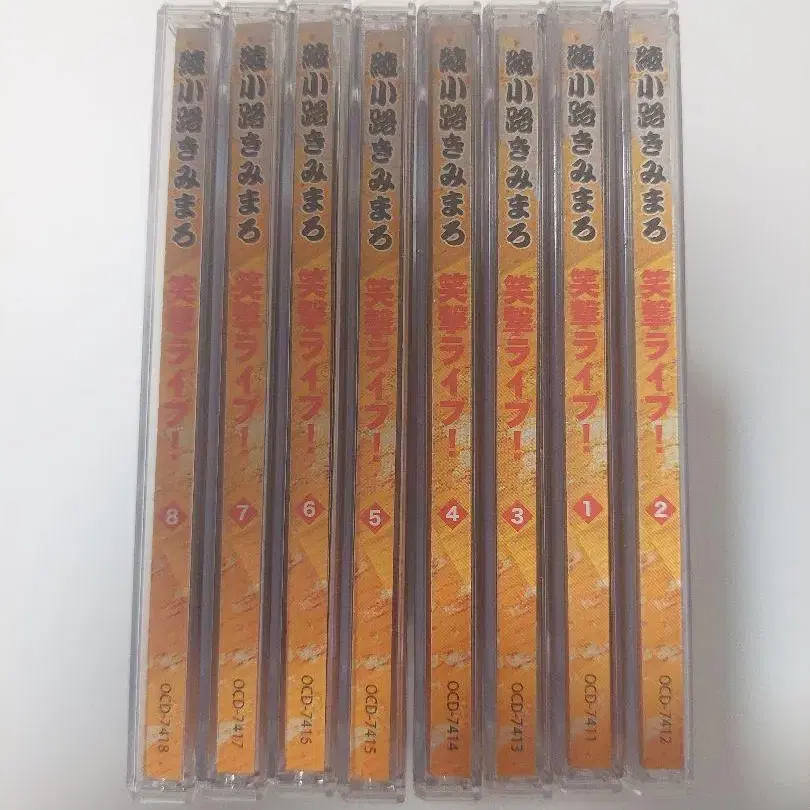 綾小路きみまろ 笑撃ライブ! 8 OCD-7418
綾小路きみまろ 笑撃ライブ! 7 OCD-7417
綾小路きみまろ 笑撃ライブ! 6 OCD-7416
綾小路きみまろ 笑撃ライブ! 5 OCD-7415
綾小路きみまろ 笑撃ライブ! 4 OCD-7414
綾小路きみまろ 笑撃ライブ! 3 OCD-7413
綾小路きみまろ 笑撃ライブ! 1 OCD-7411
綾小路きみまろ 笑撃ライブ! 2 OCD-7412